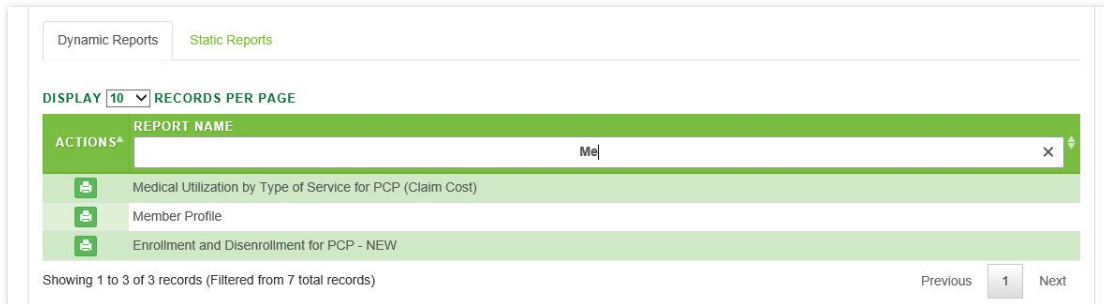 Dynamic Reports Static Reports
DISPLAY 10 RECORDS PER PAGE
ACTIONS REPORT NAME
Me
Medical Utilization by Type of Service for PCP (Claim Cost)
Member Profile
Enrollment and Disenrollment for PCP - NEW
Showing 1 to 3 of 3 records (Filtered from 7 total records) Previous 1 Next